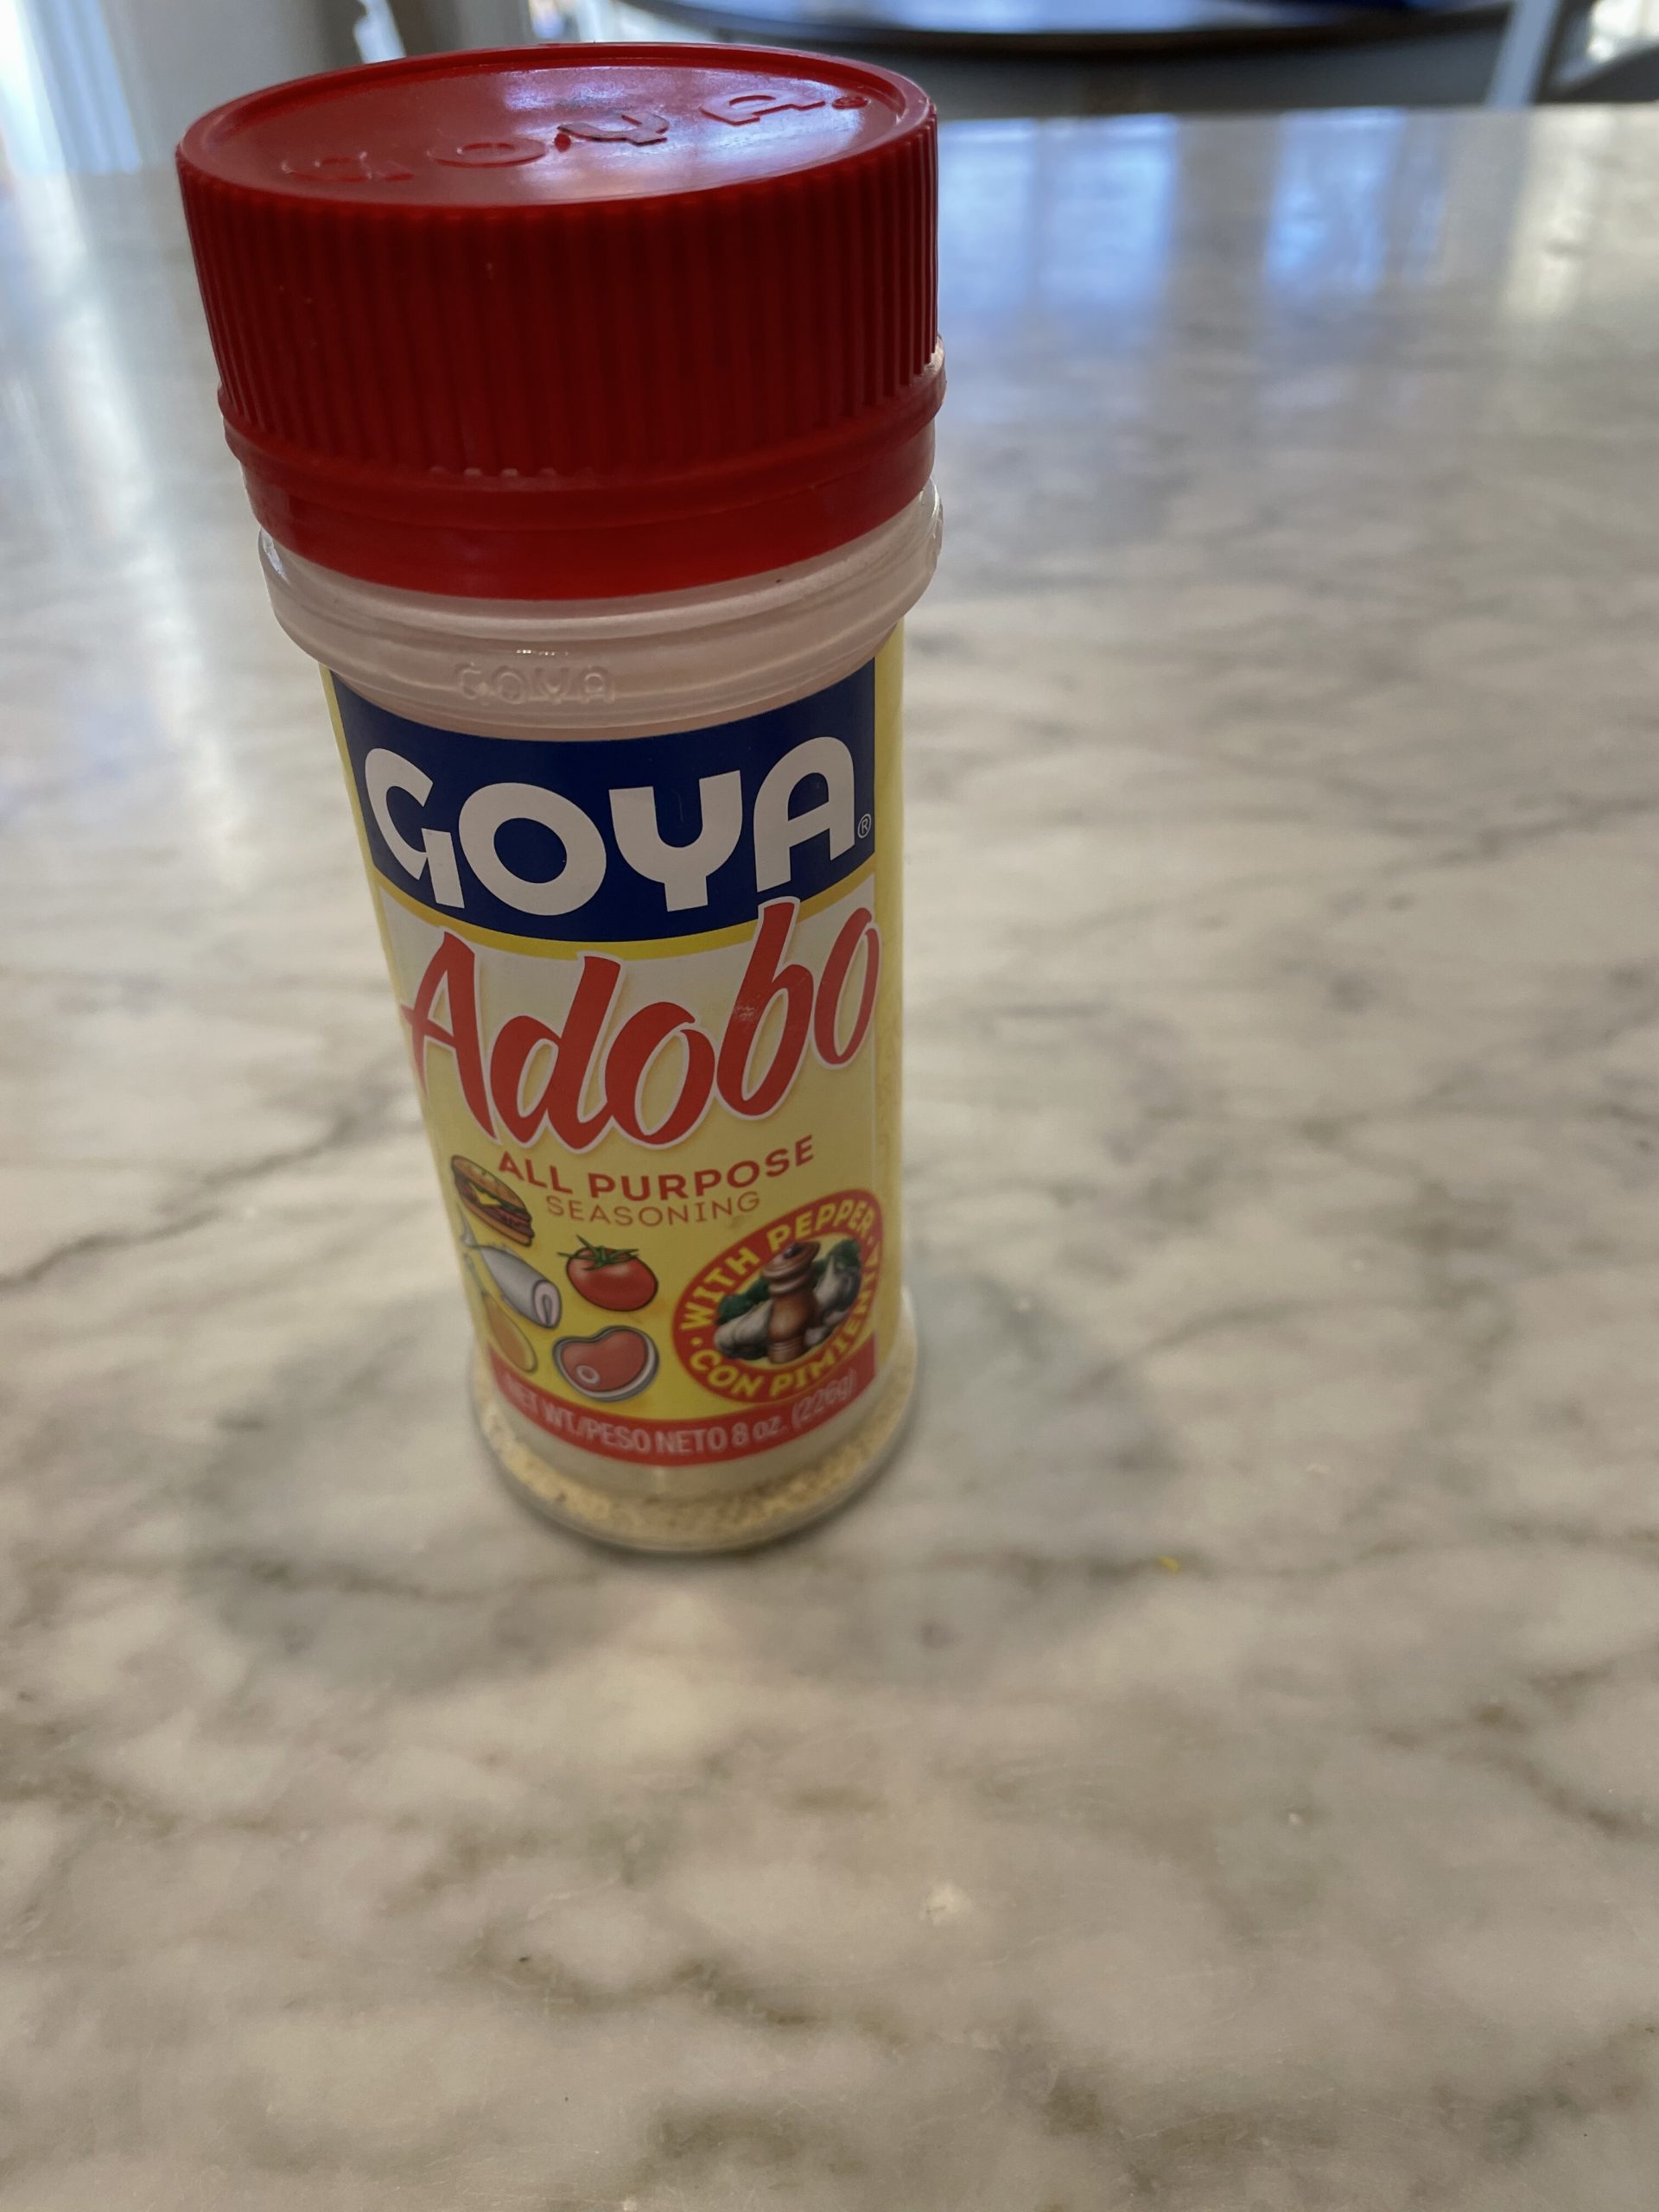 GOYA
GOYA
GOYA®
Adobo
ALL PURPOSE
SEASONING
· WITH PEPPER ·
CON PIMIENTA
NET WT./PESO NETO 8 oz. (226g)